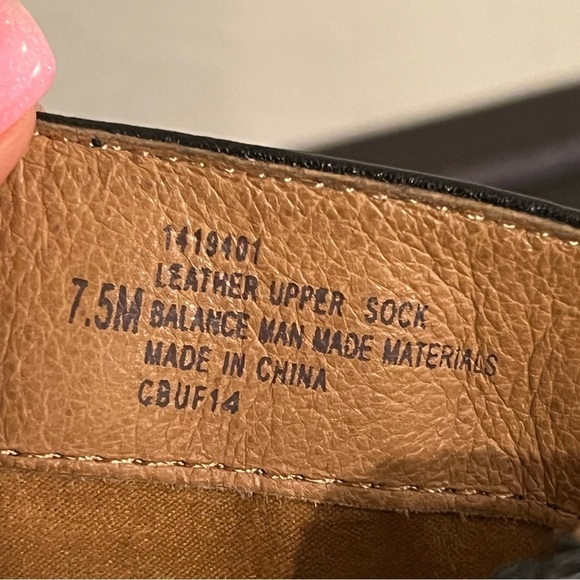 1419401
LEATHER UPPER SOCK
7.5M BALANCE MAN MADE MATERIALS
MADE IN CHINA
CBUF14